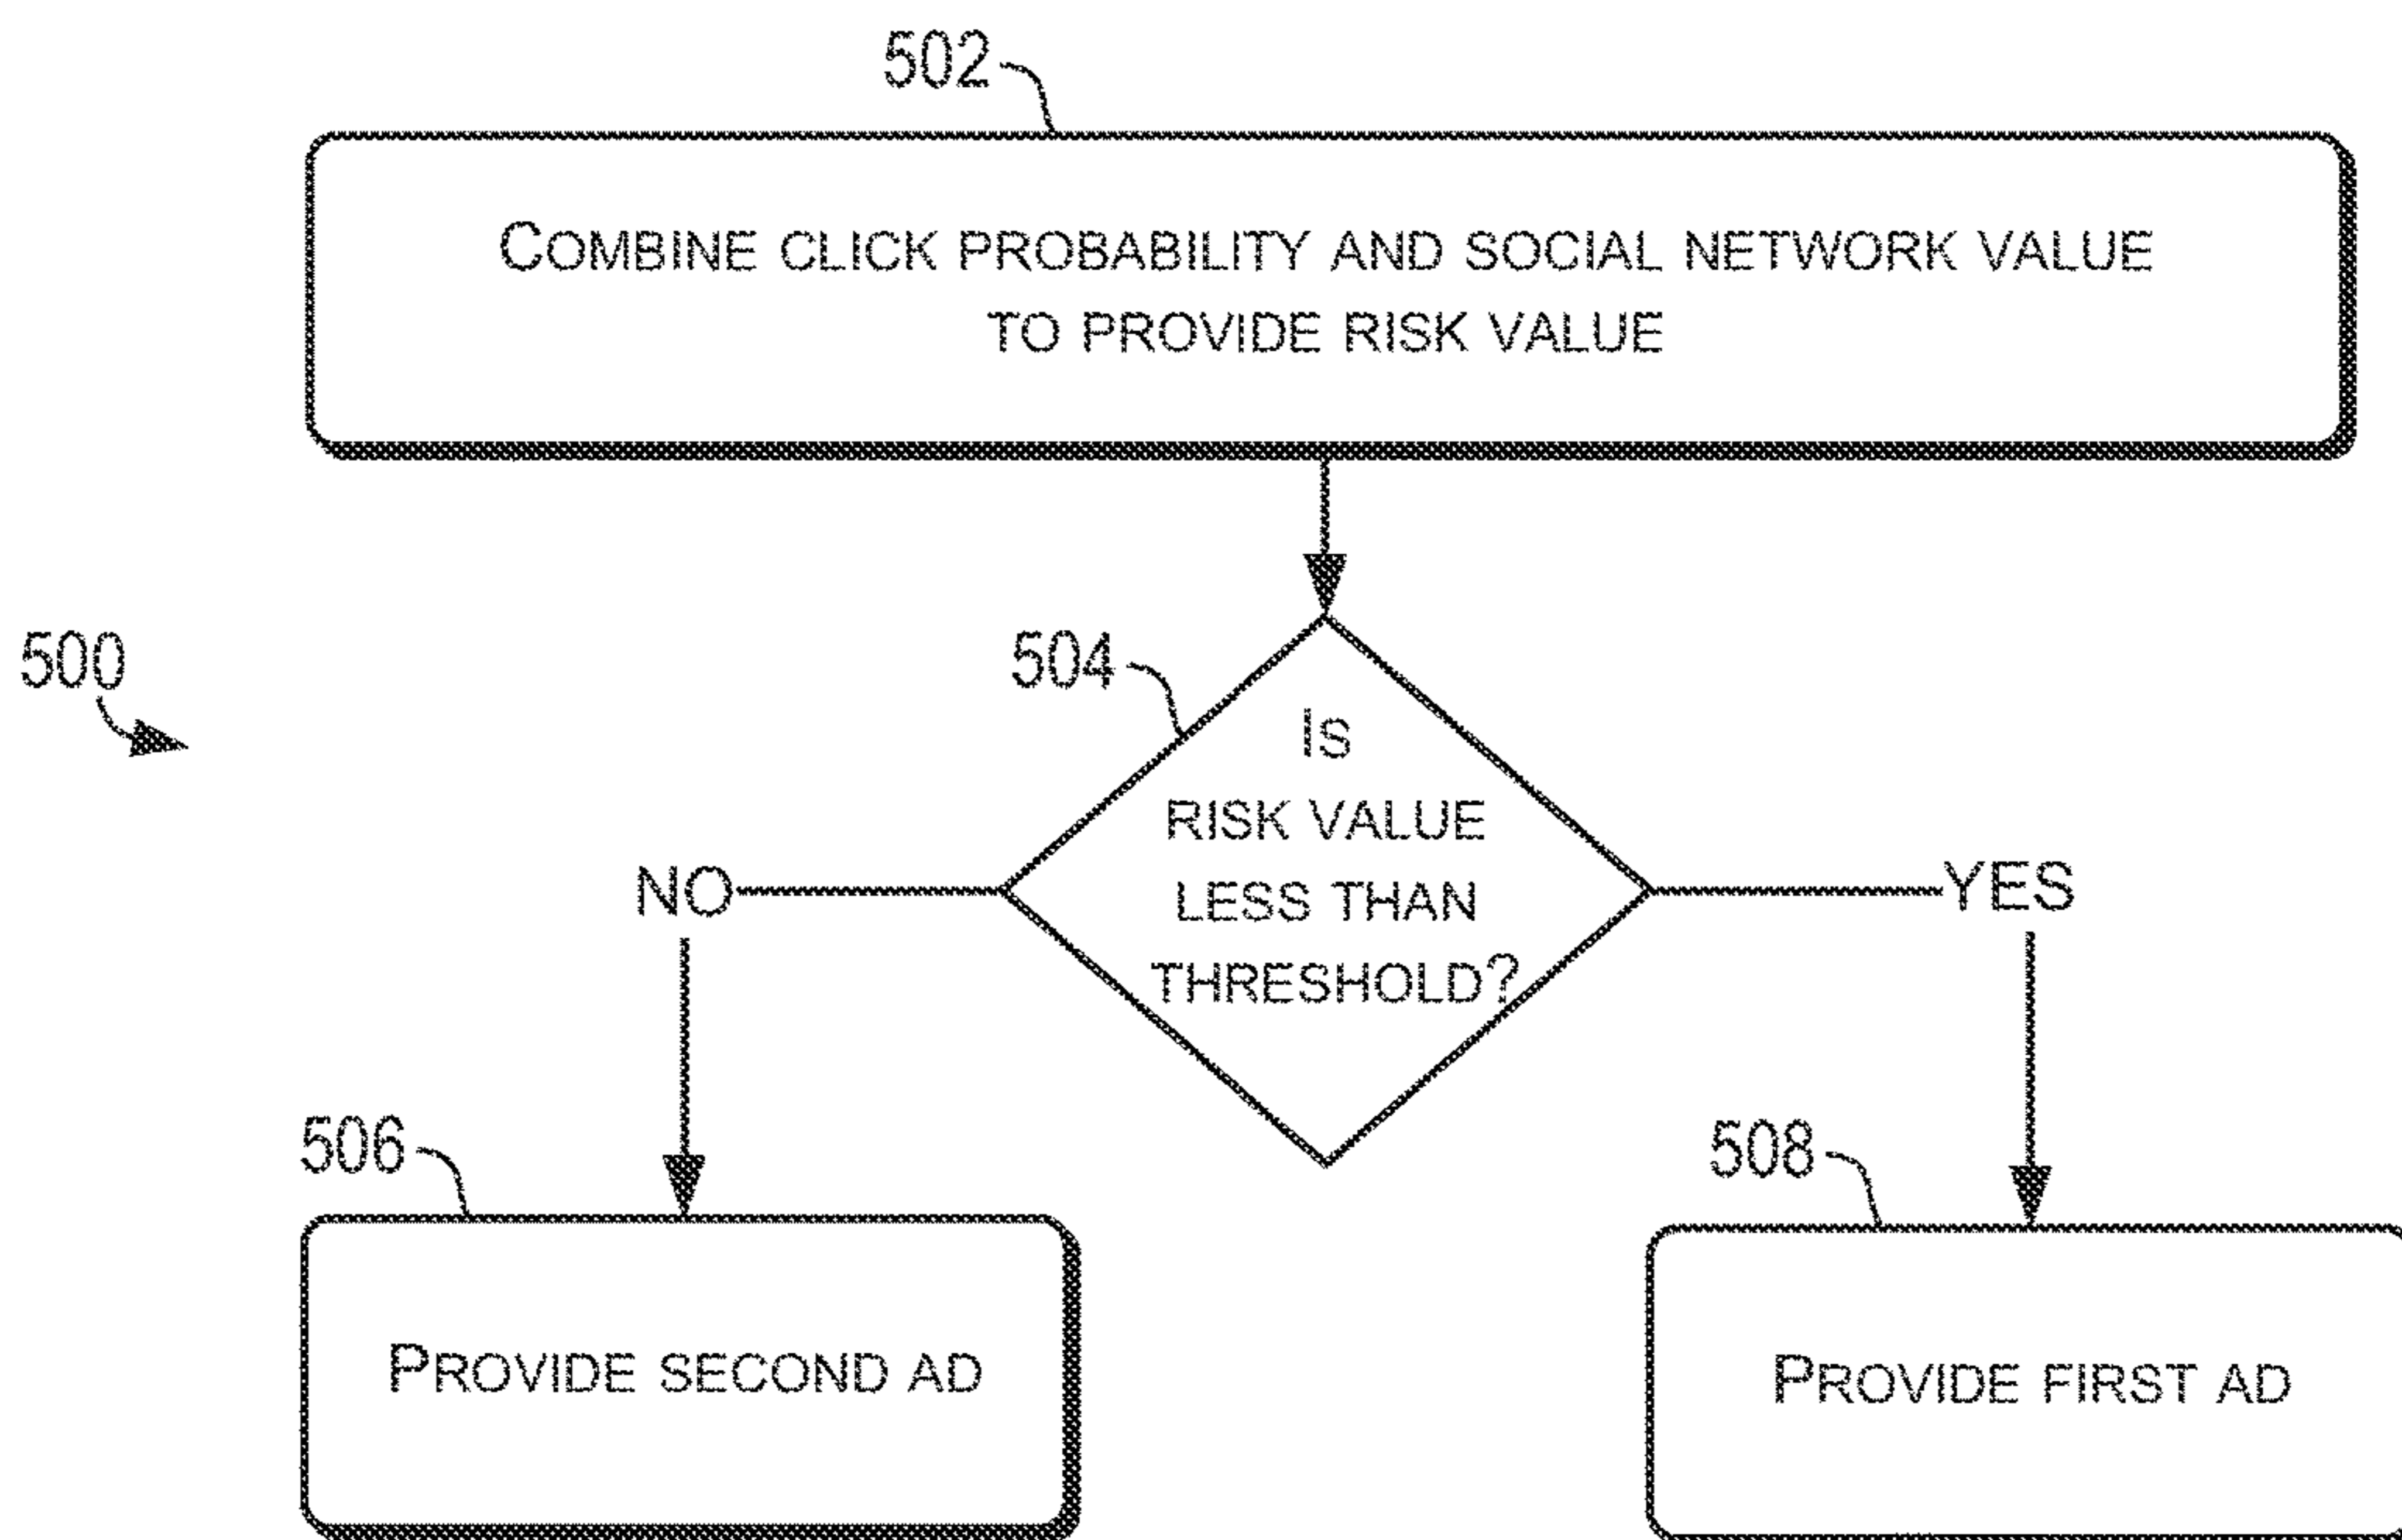 502
COMBINE CLICK PROBABILITY AND SOCIAL NETWORK VALUE
TO PROVIDE RISK VALUE
500
504
IS
RISK VALUE
LESS THAN
THRESHOLD?
NO
YES
506
508
PROVIDE SECOND AD
PROVIDE FIRST AD